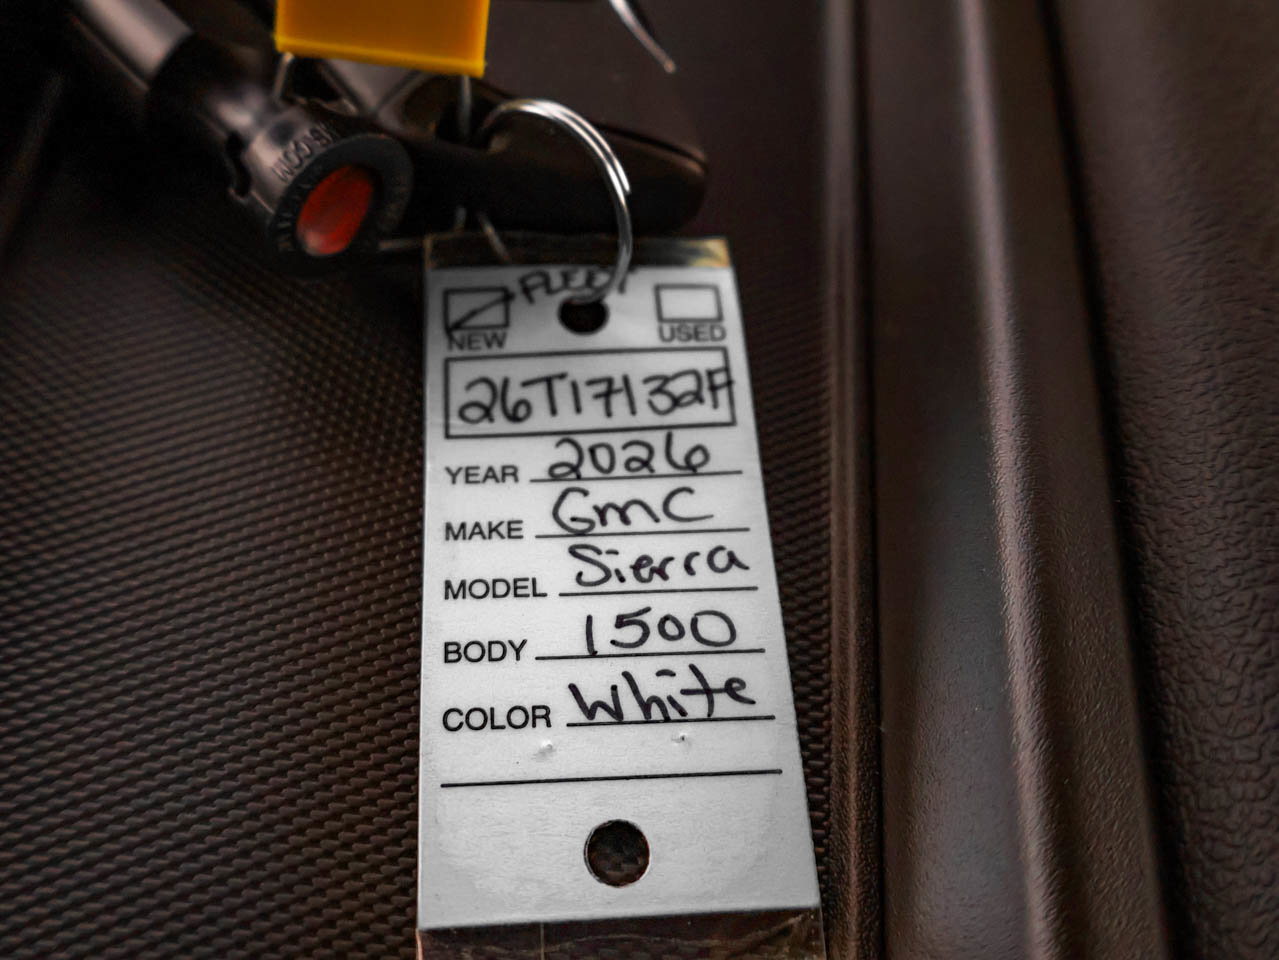 FLEET
NEW USED
26T17132F
YEAR 2026
MAKE GMC
MODEL Sierra
BODY 1500
COLOR White